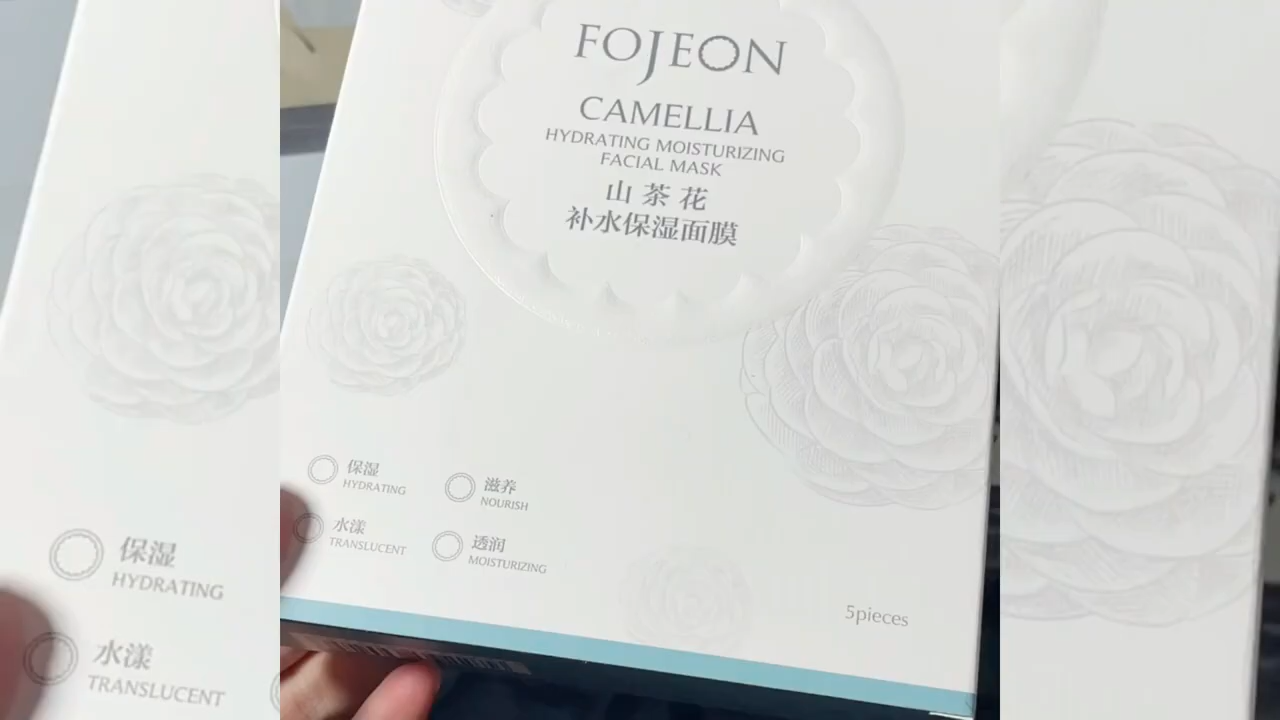 FOJEON
CAMELLIA
HYDRATING MOISTURIZING
FACIAL MASK
山茶花
补水保湿面膜
保湿
HYDRATING
滋养
NOURISH
水漾
TRANSLUCENT
透润
MOISTURIZING
5pieces
保湿
HYDRATING
水漾
TRANSLUCENT